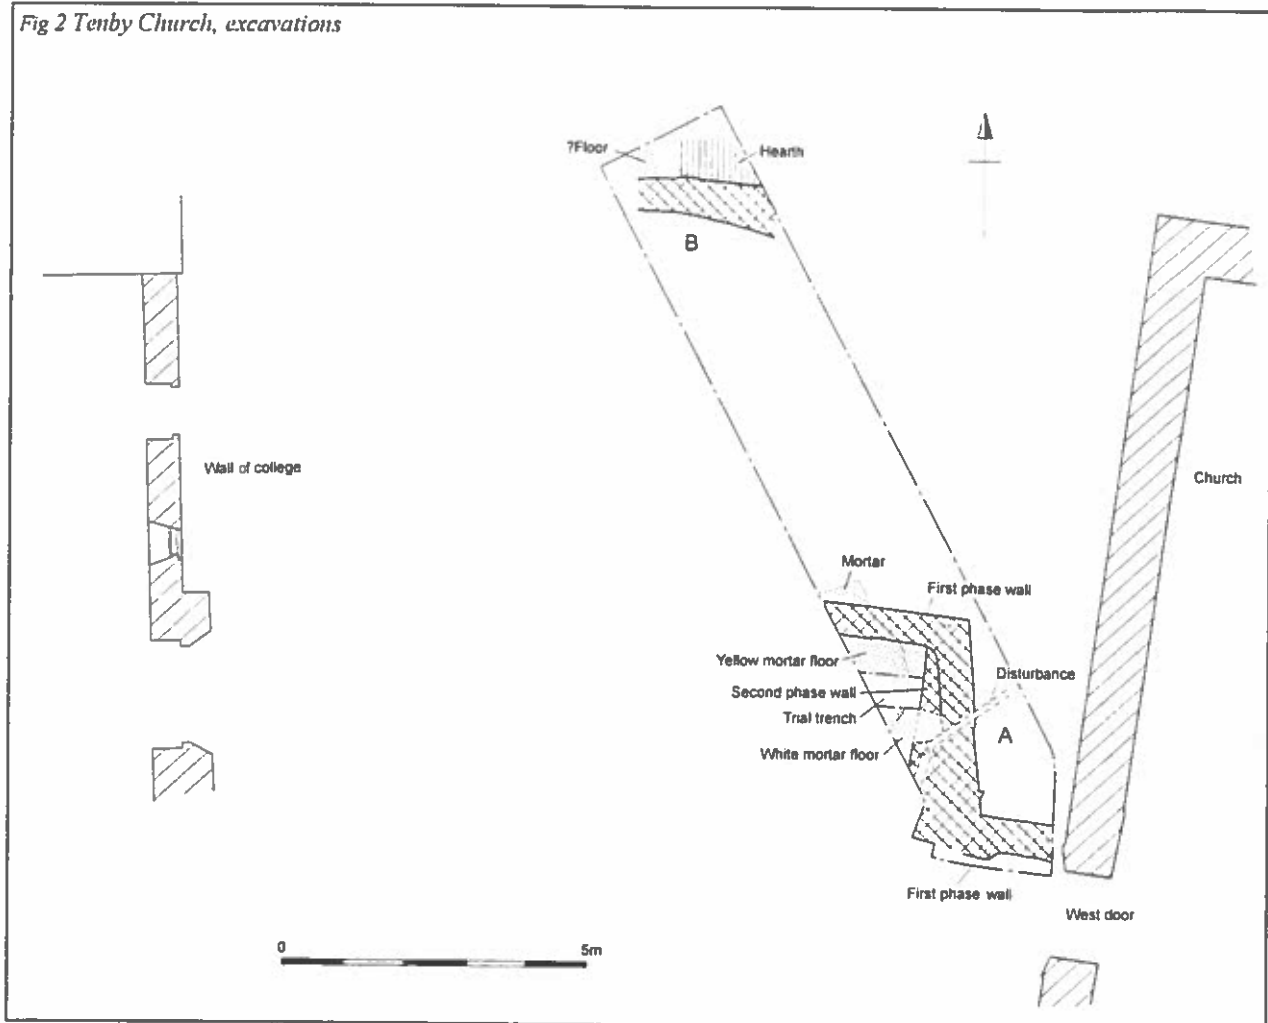 Fig 2 Tenby Church, excavations
?Floor
Hearth
B
Wall of college
Church
Mortar
First phase wall
Yellow mortar floor
Disturbance
Second phase wall
Trial trench
A
White mortar floor
First phase wall
West door
0
5m